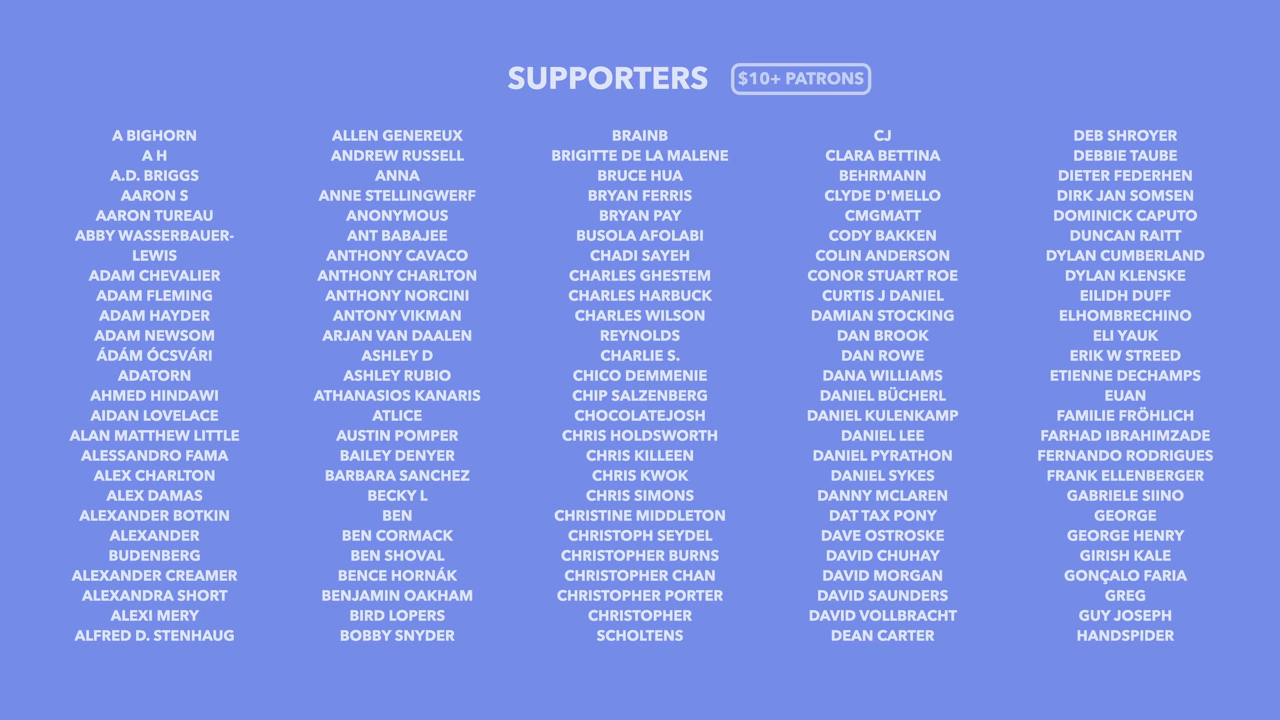 SUPPORTERS $10+ PATRONS
A BIGHORN
A H
A.D. BRIGGS
AARON S
AARON TUREAU
ABBY WASSERBAUER-
LEWIS
ADAM CHEVALIER
ADAM FLEMING
ADAM HAYDER
ADAM NEWSOM
ÁDÁM ÓCSVÁRI
ADATORN
AHMED HINDAWI
AIDAN LOVELACE
ALAN MATTHEW LITTLE
ALESSANDRO FAMA
ALEX CHARLTON
ALEX DAMAS
ALEXANDER BOTKIN
ALEXANDER
BUDENBERG
ALEXANDER CREAMER
ALEXANDRA SHORT
ALEXI MERY
ALFRED D. STENHAUG
ALLEN GENEREUX
ANDREW RUSSELL
ANNA
ANNE STELLINGWERF
ANONYMOUS
ANT BABAJEE
ANTHONY CAVACO
ANTHONY CHARLTON
ANTHONY NORCINI
ANTONY VIKMAN
ARJAN VAN DAALEN
ASHLEY D
ASHLEY RUBIO
ATHANASIOS KANARIS
ATLICE
AUSTIN POMPER
BAILEY DENYER
BARBARA SANCHEZ
BECKY L
BEN
BEN CORMACK
BEN SHOVAL
BENCE HORNÁK
BENJAMIN OAKHAM
BIRD LOPERS
BOBBY SNYDER
BRAINB
BRIGITTE DE LA MALENE
BRUCE HUA
BRYAN FERRIS
BRYAN PAY
BUSOLA AFOLABI
CHADI SAYEH
CHARLES GHESTEM
CHARLES HARBUCK
CHARLES WILSON
REYNOLDS
CHARLIE S.
CHICO DEMMENIE
CHIP SALZENBERG
CHOCOLATEJOSH
CHRIS HOLDSWORTH
CHRIS KILLEEN
CHRIS KWOK
CHRIS SIMONS
CHRISTINE MIDDLETON
CHRISTOPH SEYDEL
CHRISTOPHER BURNS
CHRISTOPHER CHAN
CHRISTOPHER PORTER
CHRISTOPHER
SCHOLTENS
CJ
CLARA BETTINA
BEHRMANN
CLYDE D'MELLO
CMGMATT
CODY BAKKEN
COLIN ANDERSON
CONOR STUART ROE
CURTIS J DANIEL
DAMIAN STOCKING
DAN BROOK
DAN ROWE
DANA WILLIAMS
DANIEL BÜCHERL
DANIEL KULENKAMP
DANIEL LEE
DANIEL PYRATHON
DANIEL SYKES
DANNY MCLAREN
DAT TAX PONY
DAVE OSTROSKE
DAVID CHUHAY
DAVID MORGAN
DAVID SAUNDERS
DAVID VOLLBRACHT
DEAN CARTER
DEB SHROYER
DEBBIE TAUBE
DIETER FEDERHEN
DIRK JAN SOMSEN
DOMINICK CAPUTO
DUNCAN RAITT
DYLAN CUMBERLAND
DYLAN KLENSKE
EILIDH DUFF
ELHOMBRECHINO
ELI YAUK
ERIK W STREED
ETIENNE DECHAMPS
EUAN
FAMILIE FRÖHLICH
FARHAD IBRAHIMZADE
FERNANDO RODRIGUES
FRANK ELLENBERGER
GABRIELE SIINO
GEORGE
GEORGE HENRY
GIRISH KALE
GONÇALO FARIA
GREG
GUY JOSEPH
HANDSPIDER